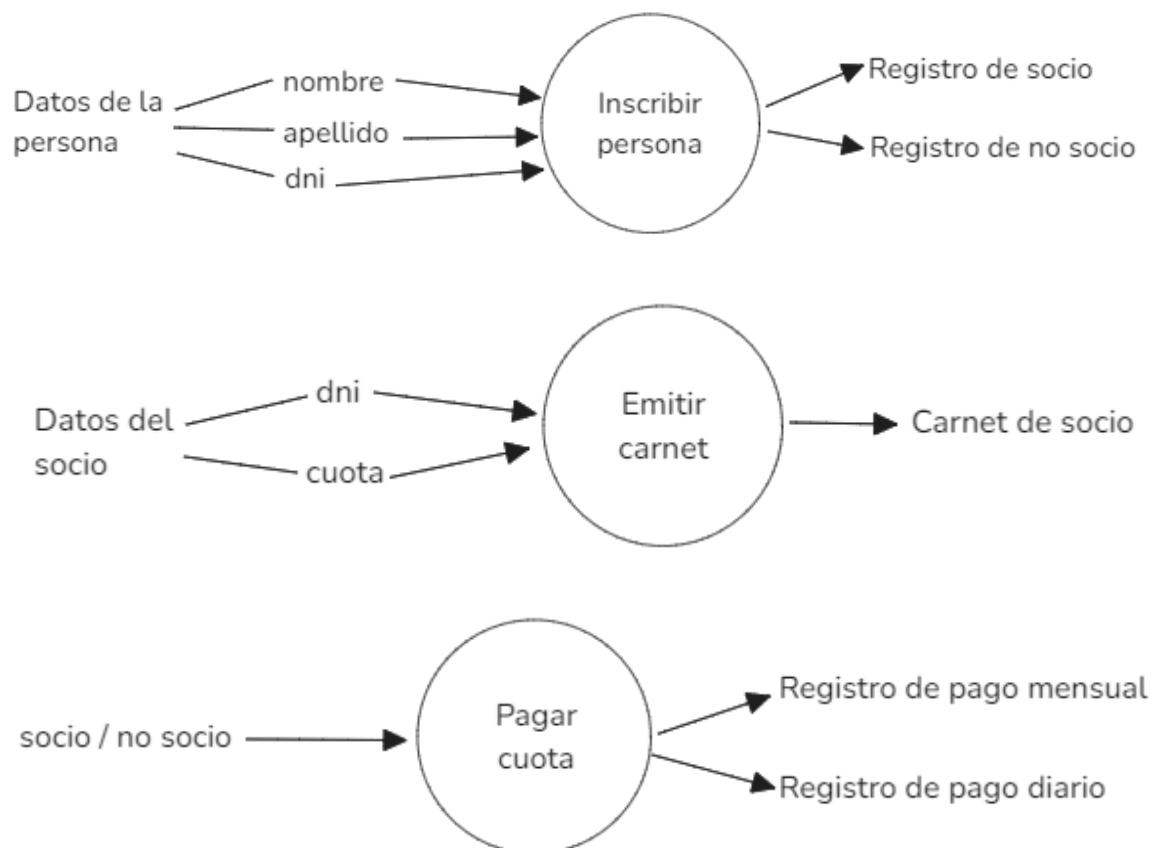 Datos de la
persona
nombre
apellido
dni
Inscribir
persona
Registro de socio
Registro de no socio
Datos del
socio
dni
cuota
Emitir
carnet
Carnet de socio
socio / no socio
Pagar
cuota
Registro de pago mensual
Registro de pago diario